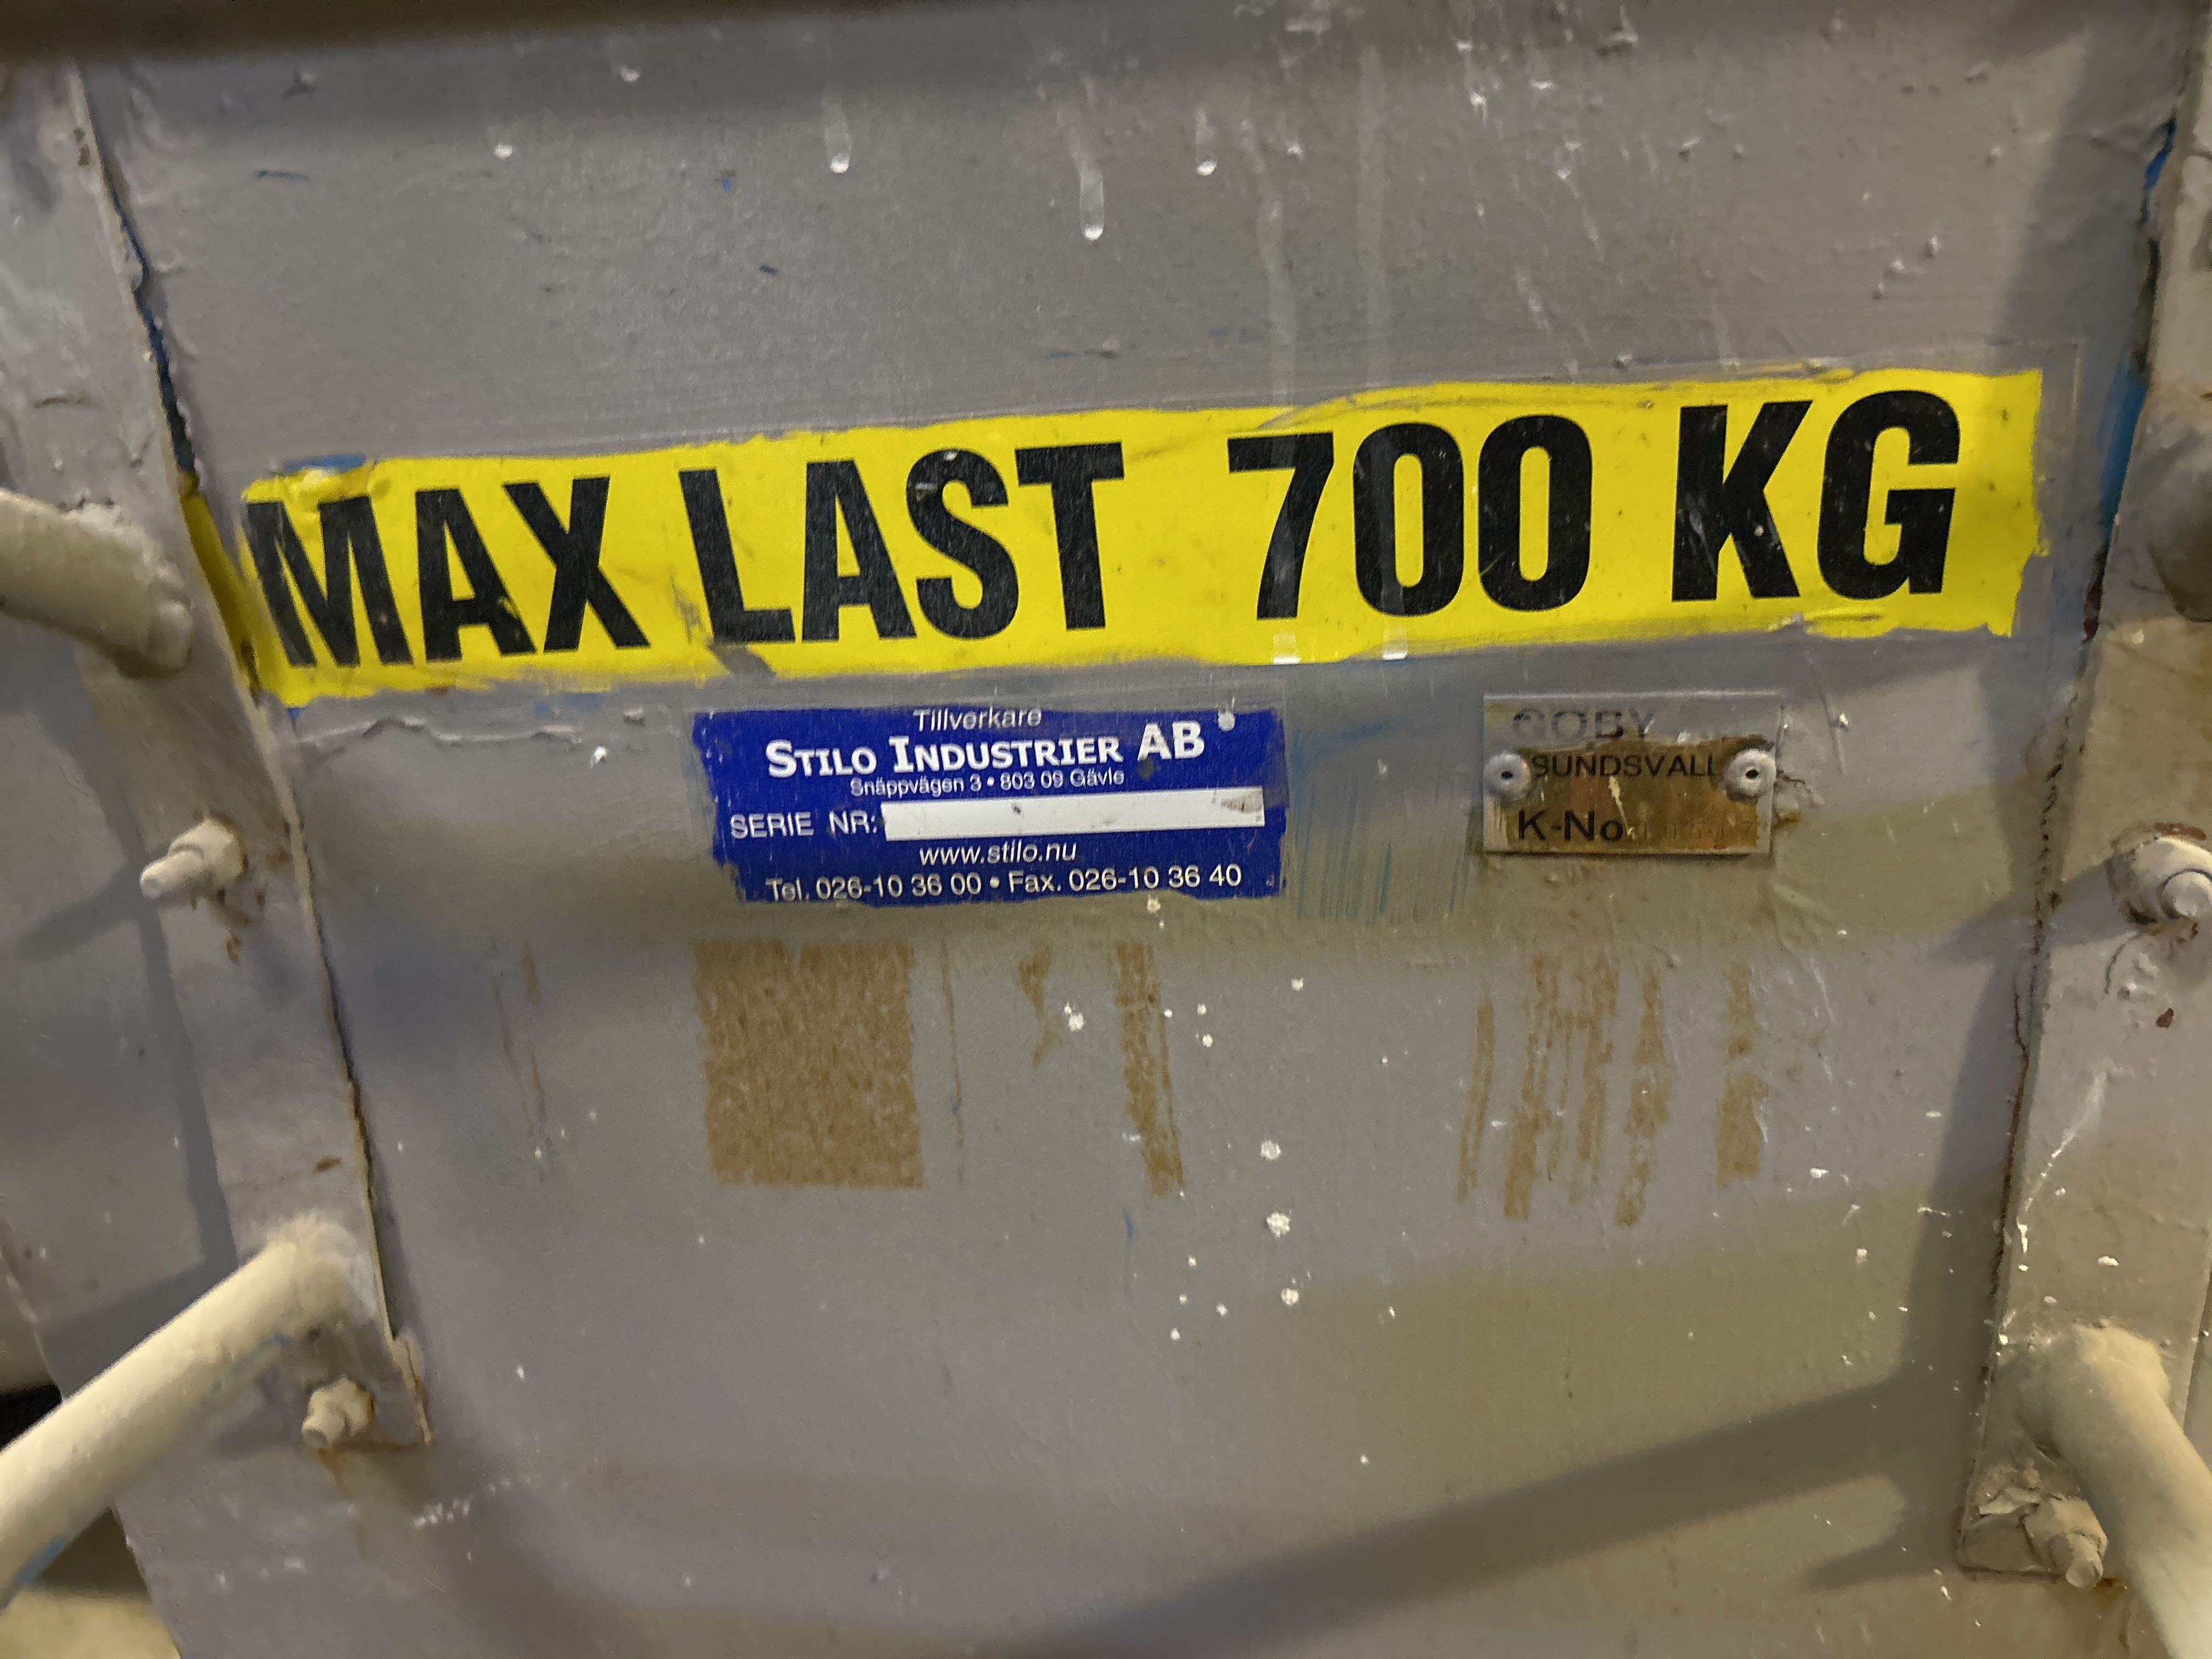 MAX LAST 700 KG
Tillverkare
STILO INDUSTRIER AB
Snäppvägen 3 • 803 09 Gävle
SERIE NR:
www.stilo.nu
Tel. 026-10 36 00 • Fax. 026-10 36 40
GOBY
SUNDSVALL
K-No